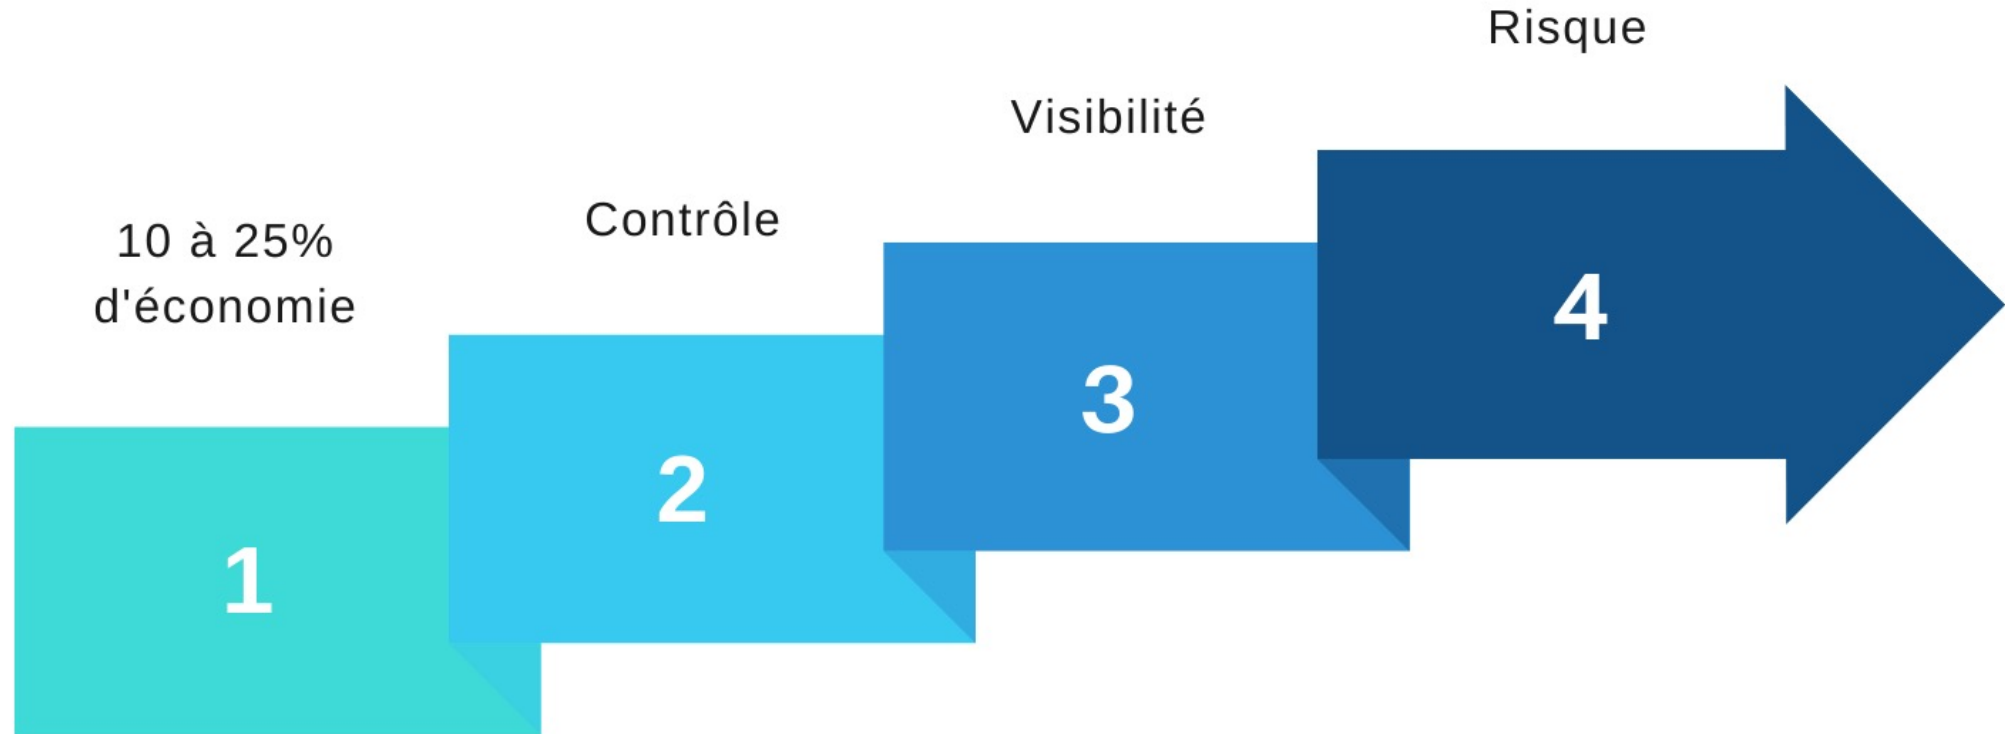 10 à 25%
d'économie
1
Contrôle
2
Visibilité
3
Risque
4